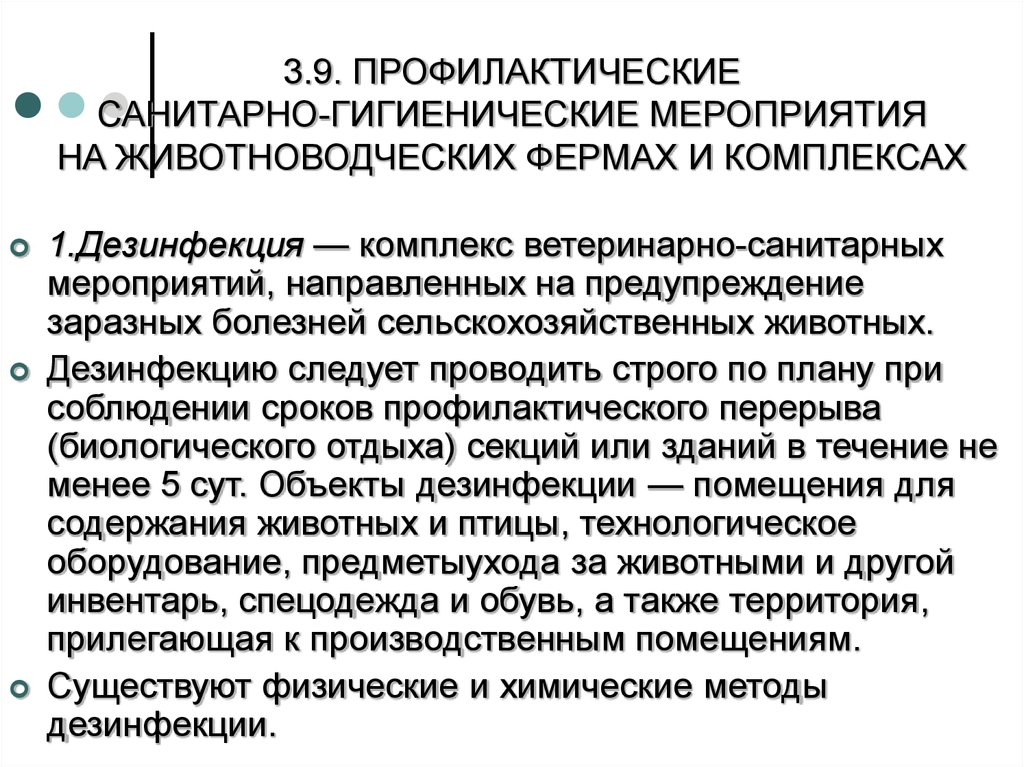 3.9. ПРОФИЛАКТИЧЕСКИЕ
САНИТАРНО-ГИГИЕНИЧЕСКИЕ МЕРОПРИЯТИЯ
НА ЖИВОТНОВОДЧЕСКИХ ФЕРМАХ И КОМПЛЕКСАХ
1.Дезинфекция — комплекс ветеринарно-санитарных
мероприятий, направленных на предупреждение
заразных болезней сельскохозяйственных животных.
Дезинфекцию следует проводить строго по плану при
соблюдении сроков профилактического перерыва
(биологического отдыха) секций или зданий в течение не
менее 5 сут. Объекты дезинфекции — помещения для
содержания животных и птицы, технологическое
оборудование, предметыухода за животными и другой
инвентарь, спецодежда и обувь, а также территория,
прилегающая к производственным помещениям.
Существуют физические и химические методы
дезинфекции.